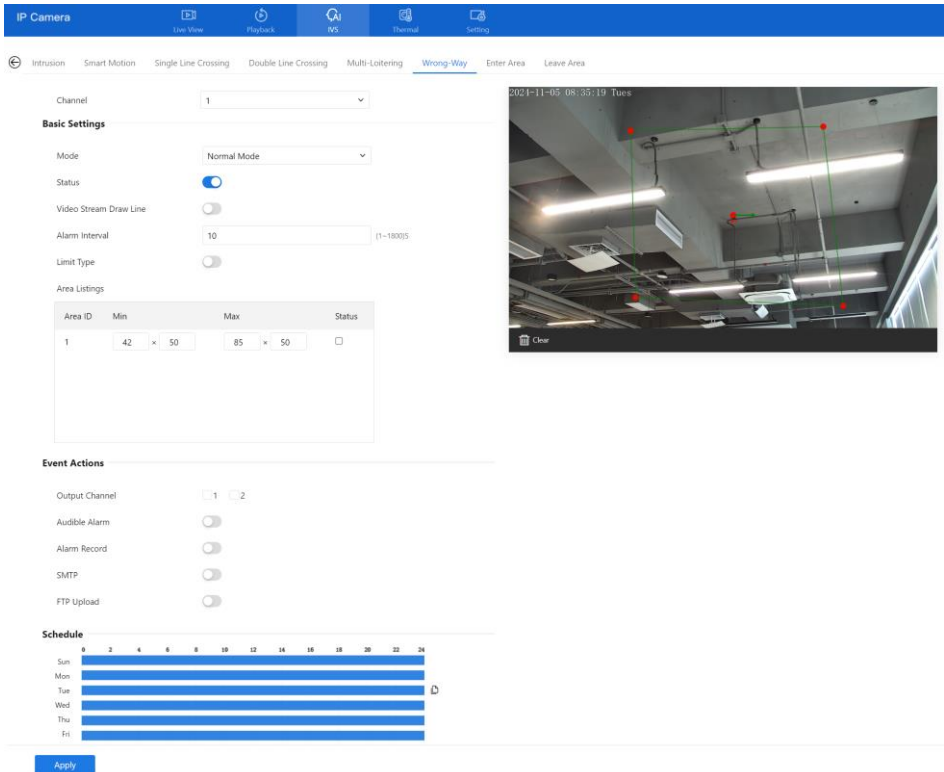 IP Camera
Live View Playback IVS Thermal Setting
Intrusion Smart Motion Single Line Crossing Double Line Crossing Multi-Loitering Wrong-Way Enter Area Leave Area
Channel 1
2024-11-05 08:35:19 Tues
Basic Settings
Mode Normal Mode
Status
Video Stream Draw Line
Alarm Interval 10 (1~1800)S
Limit Type
Area Listings
Area ID Min Max Status
1 42 × 50 85 × 50
Clear
Event Actions
Output Channel 1 2
Audible Alarm
Alarm Record
SMTP
FTP Upload
Schedule
0 2 4 6 8 10 12 14 16 18 20 22 24
Sun
Mon
Tue
Wed
Thu
Fri
Apply